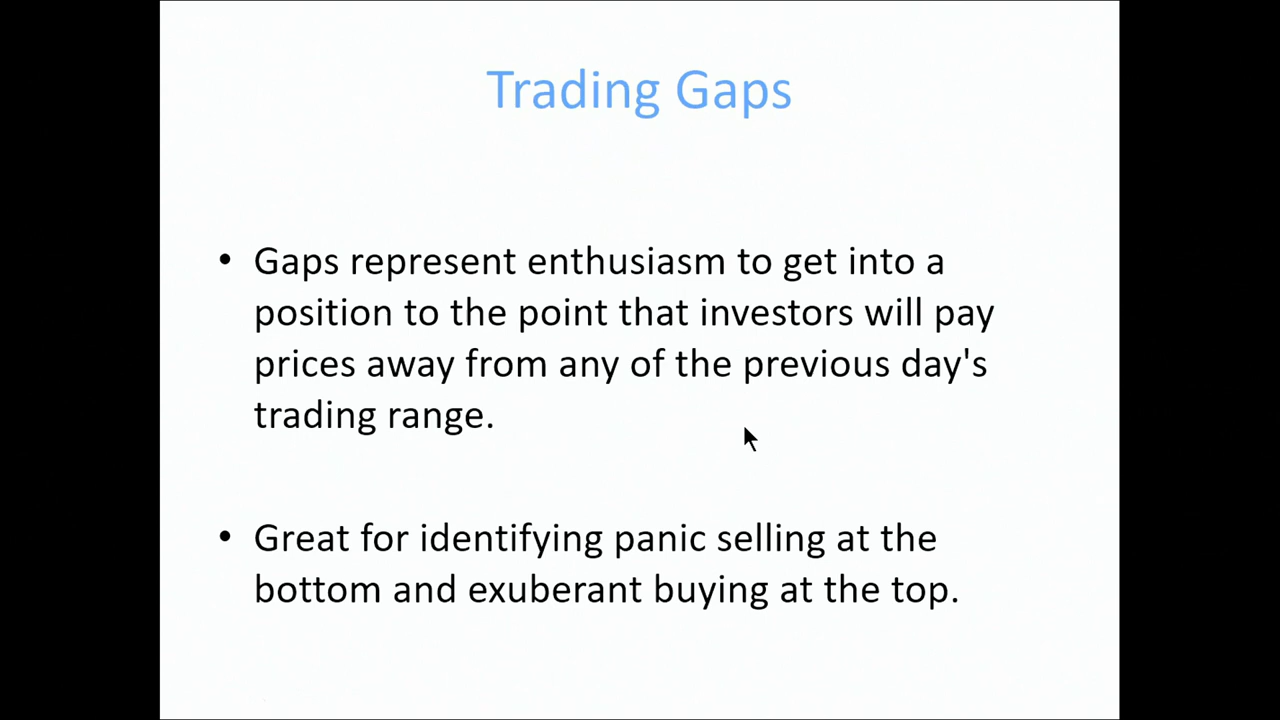 Trading Gaps
• Gaps represent enthusiasm to get into a
position to the point that investors will pay
prices away from any of the previous day's
trading range.
• Great for identifying panic selling at the
bottom and exuberant buying at the top.